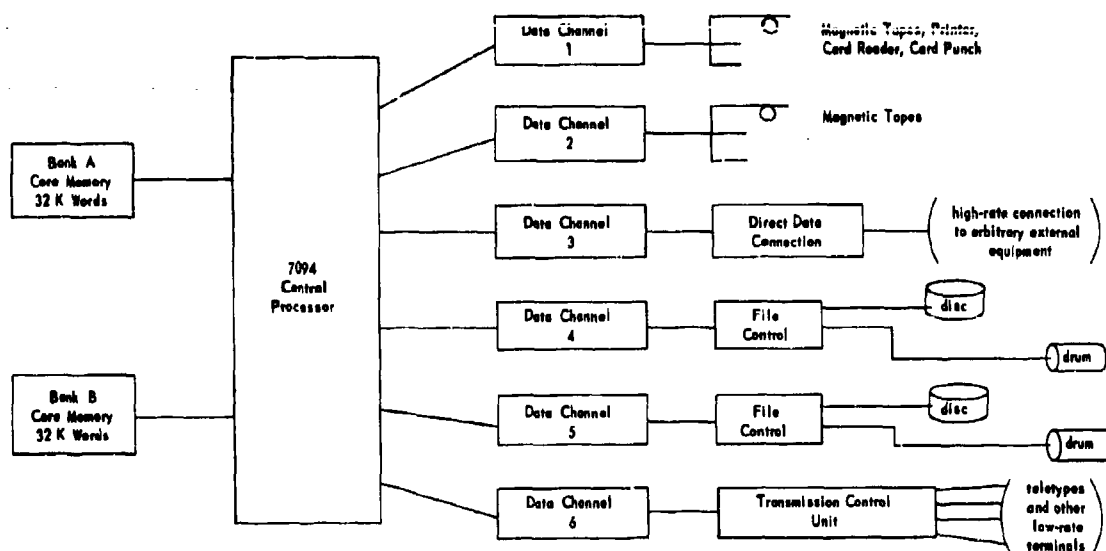 Data Channel
1
Magnetic Tapes, Printer,
Card Reader, Card Punch
Data Channel
2
Magnetic Tapes
Bank A
Core Memory
32 K Words
Data Channel
3
Direct Data
Connection
high-rate connection
to arbitrary external
equipment
7094
Central
Processor
Data Channel
4
File
Control
disc
drum
Bank B
Core Memory
32 K Words
Data Channel
5
File
Control
disc
drum
Data Channel
6
Transmission Control
Unit
teletypes
and other
low-rate
terminals